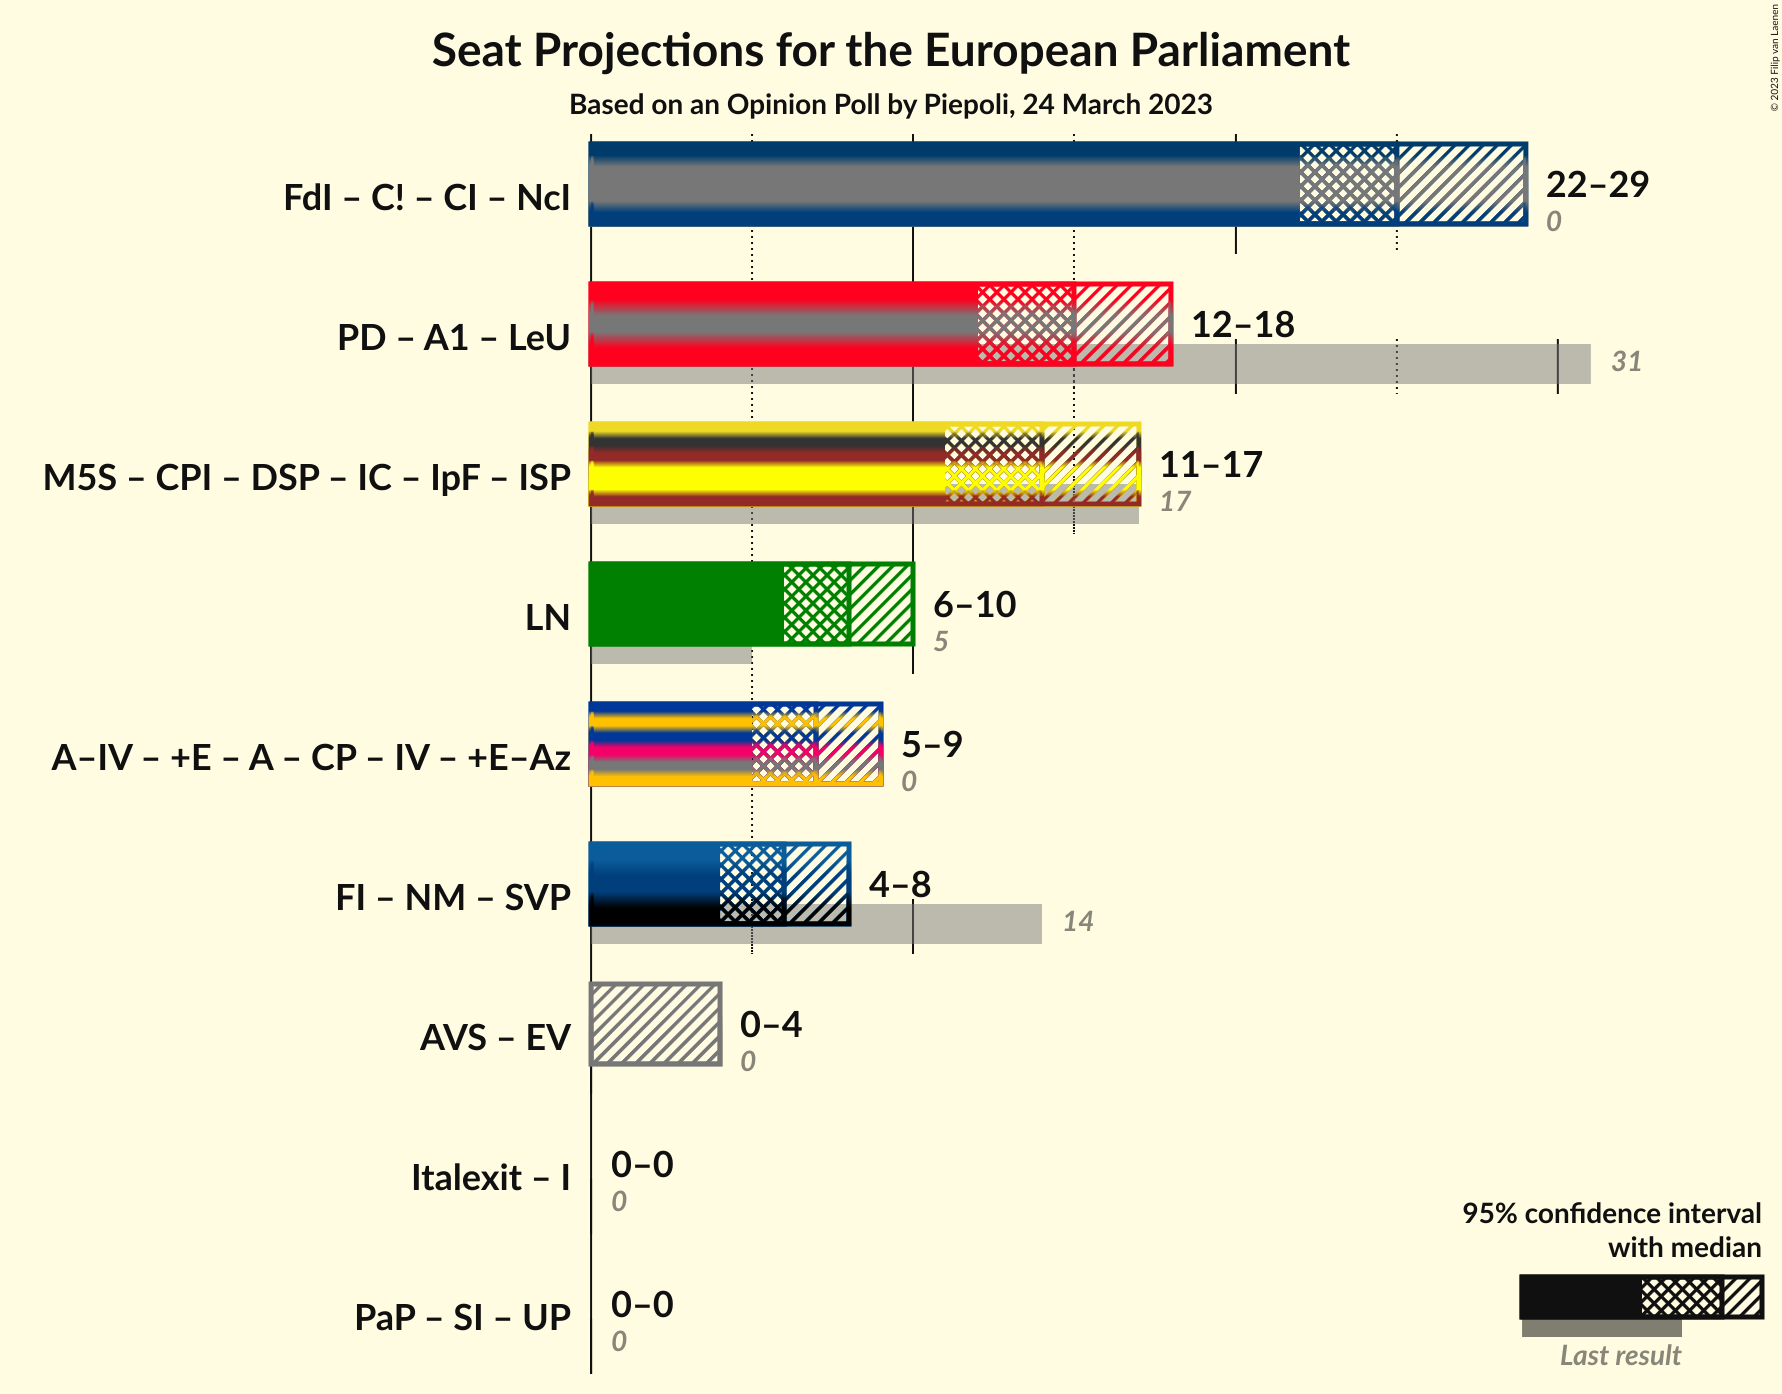 Seat Projections for the European Parliament
Based on an Opinion Poll by Piepoli, 24 March 2023
© 2023 Filip van Laenen
FdI – C! – CI – NcI
22–29
0
PD – A1 – LeU
12–18
31
M5S – CPI – DSP – IC – IpF – ISP
11–17
17
LN
6–10
5
A–IV – +E – A – CP – IV – +E–Az
5–9
0
FI – NM – SVP
4–8
14
AVS – EV
0–4
0
Italexit – I
0–0
0
PaP – SI – UP
0–0
0
95% confidence interval
with median
Last result